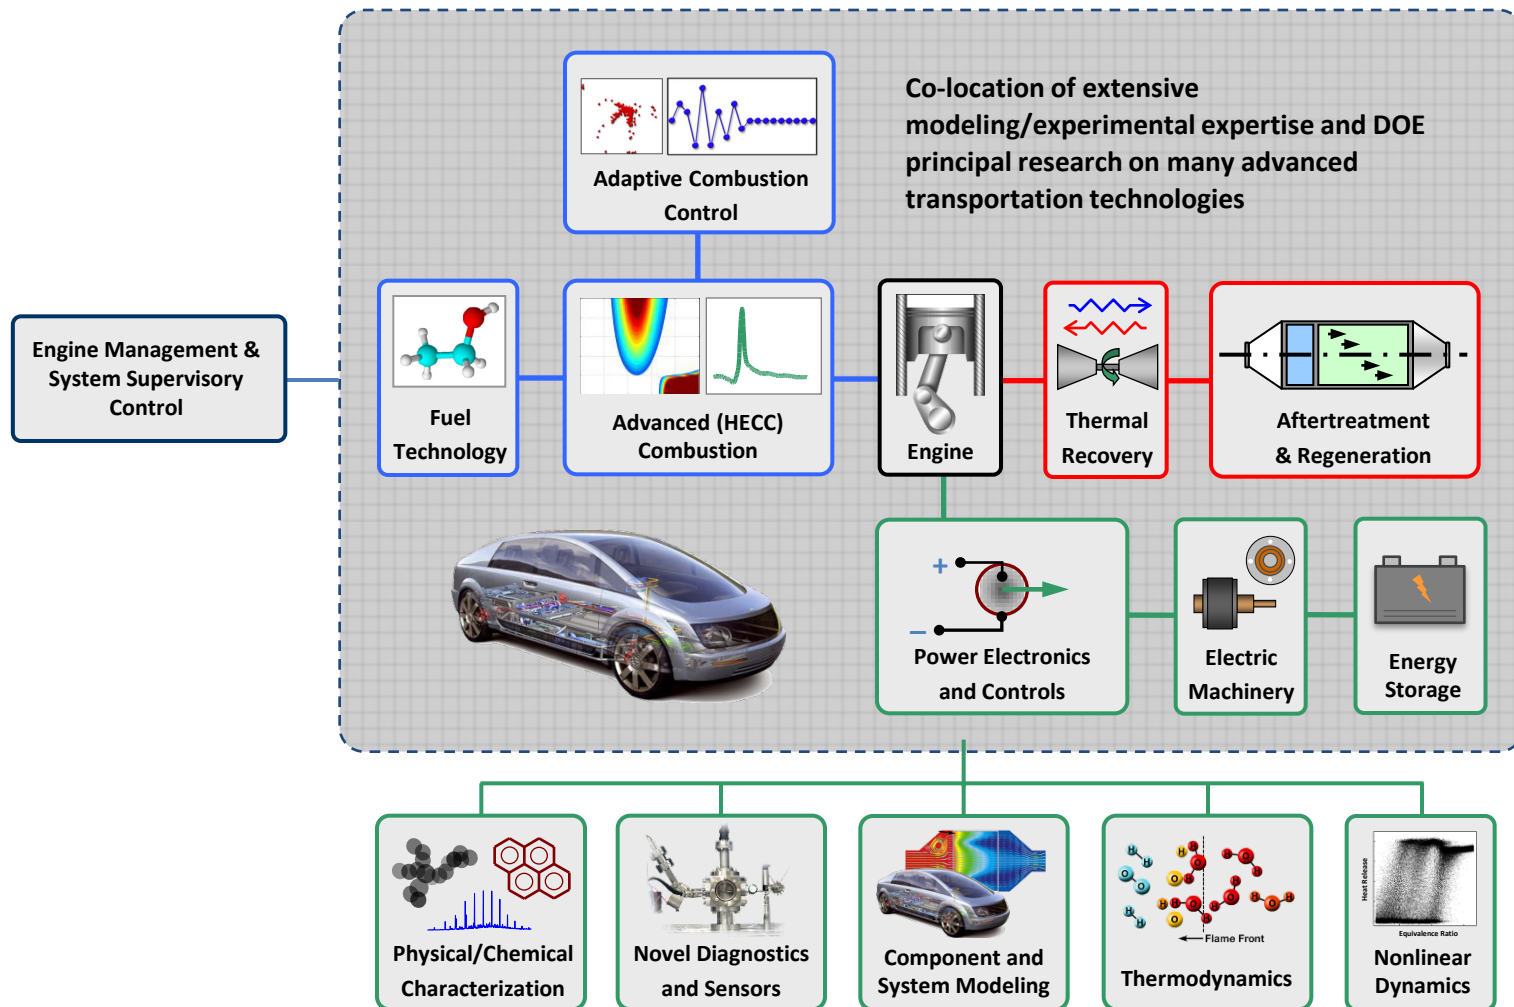 Co-location of extensive
modeling/experimental expertise and DOE
principal research on many advanced
transportation technologies
Adaptive Combustion
Control
Engine Management &
System Supervisory
Control
Fuel
Technology
Advanced (HECC)
Combustion
Engine
Thermal
Recovery
Aftertreatment
& Regeneration
+
–
Power Electronics
and Controls
Electric
Machinery
Energy
Storage
Physical/Chemical
Characterization
Novel Diagnostics
and Sensors
Component and
System Modeling
H H
O O
H H
H O H
O H
H O H
H O H
O
H O H
H O H
Flame Front
Thermodynamics
Heat Release
Equivalence Ratio
Nonlinear
Dynamics